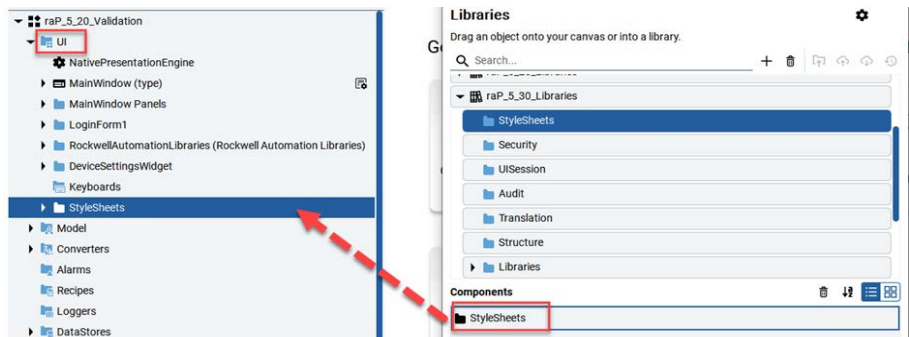 raP_5_20_Validation
UI
NativePresentationEngine
MainWindow (type)
MainWindow Panels
LoginForm1
RockwellAutomationLibraries (Rockwell Automation Libraries)
DeviceSettingsWidget
Keyboards
StyleSheets
Model
Converters
Alarms
Recipes
Loggers
DataStores
Libraries
Drag an object onto your canvas or into a library.
Search...
raP_5_30_Libraries
StyleSheets
Security
UISession
Audit
Translation
Structure
Libraries
Components
StyleSheets